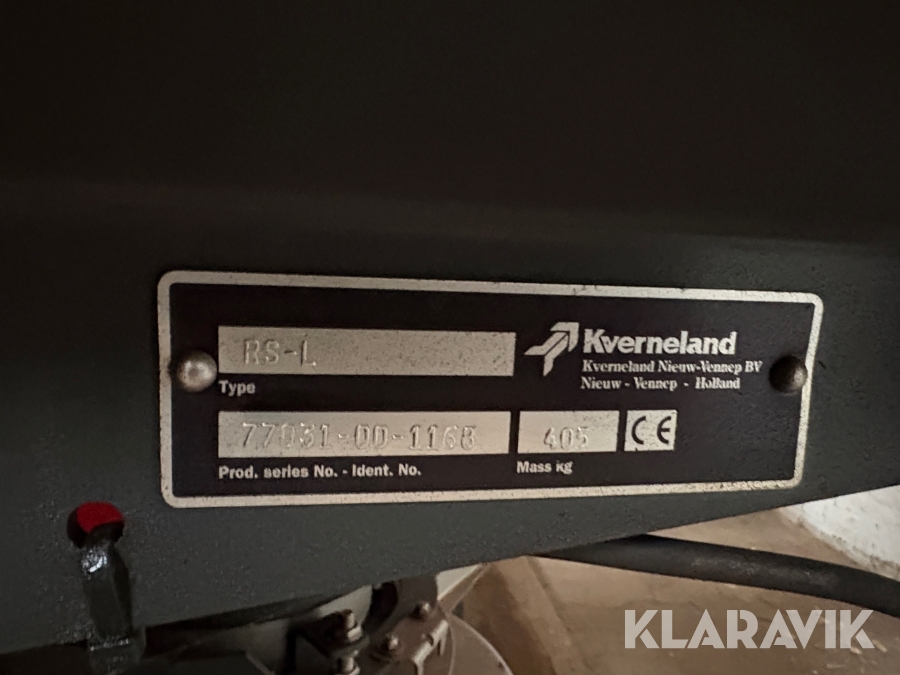 RS-L
Type
Kverneland
Kverneland Nieuw-Vennep BV
Nieuw - Vennep - Holland
77031-00-1168
Prod. series No. - Ident. No.
405
Mass kg
CE
KLARAVIK